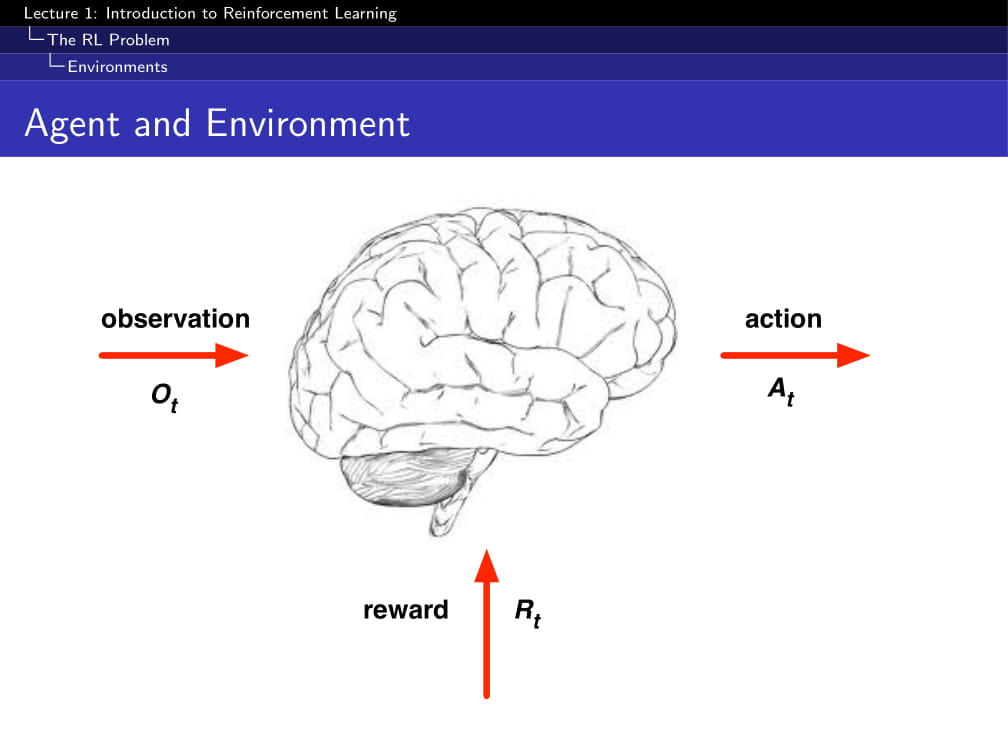 Lecture 1: Introduction to Reinforcement Learning
The RL Problem
Environments
Agent and Environment
observation
action
O_t
A_t
reward
R_t